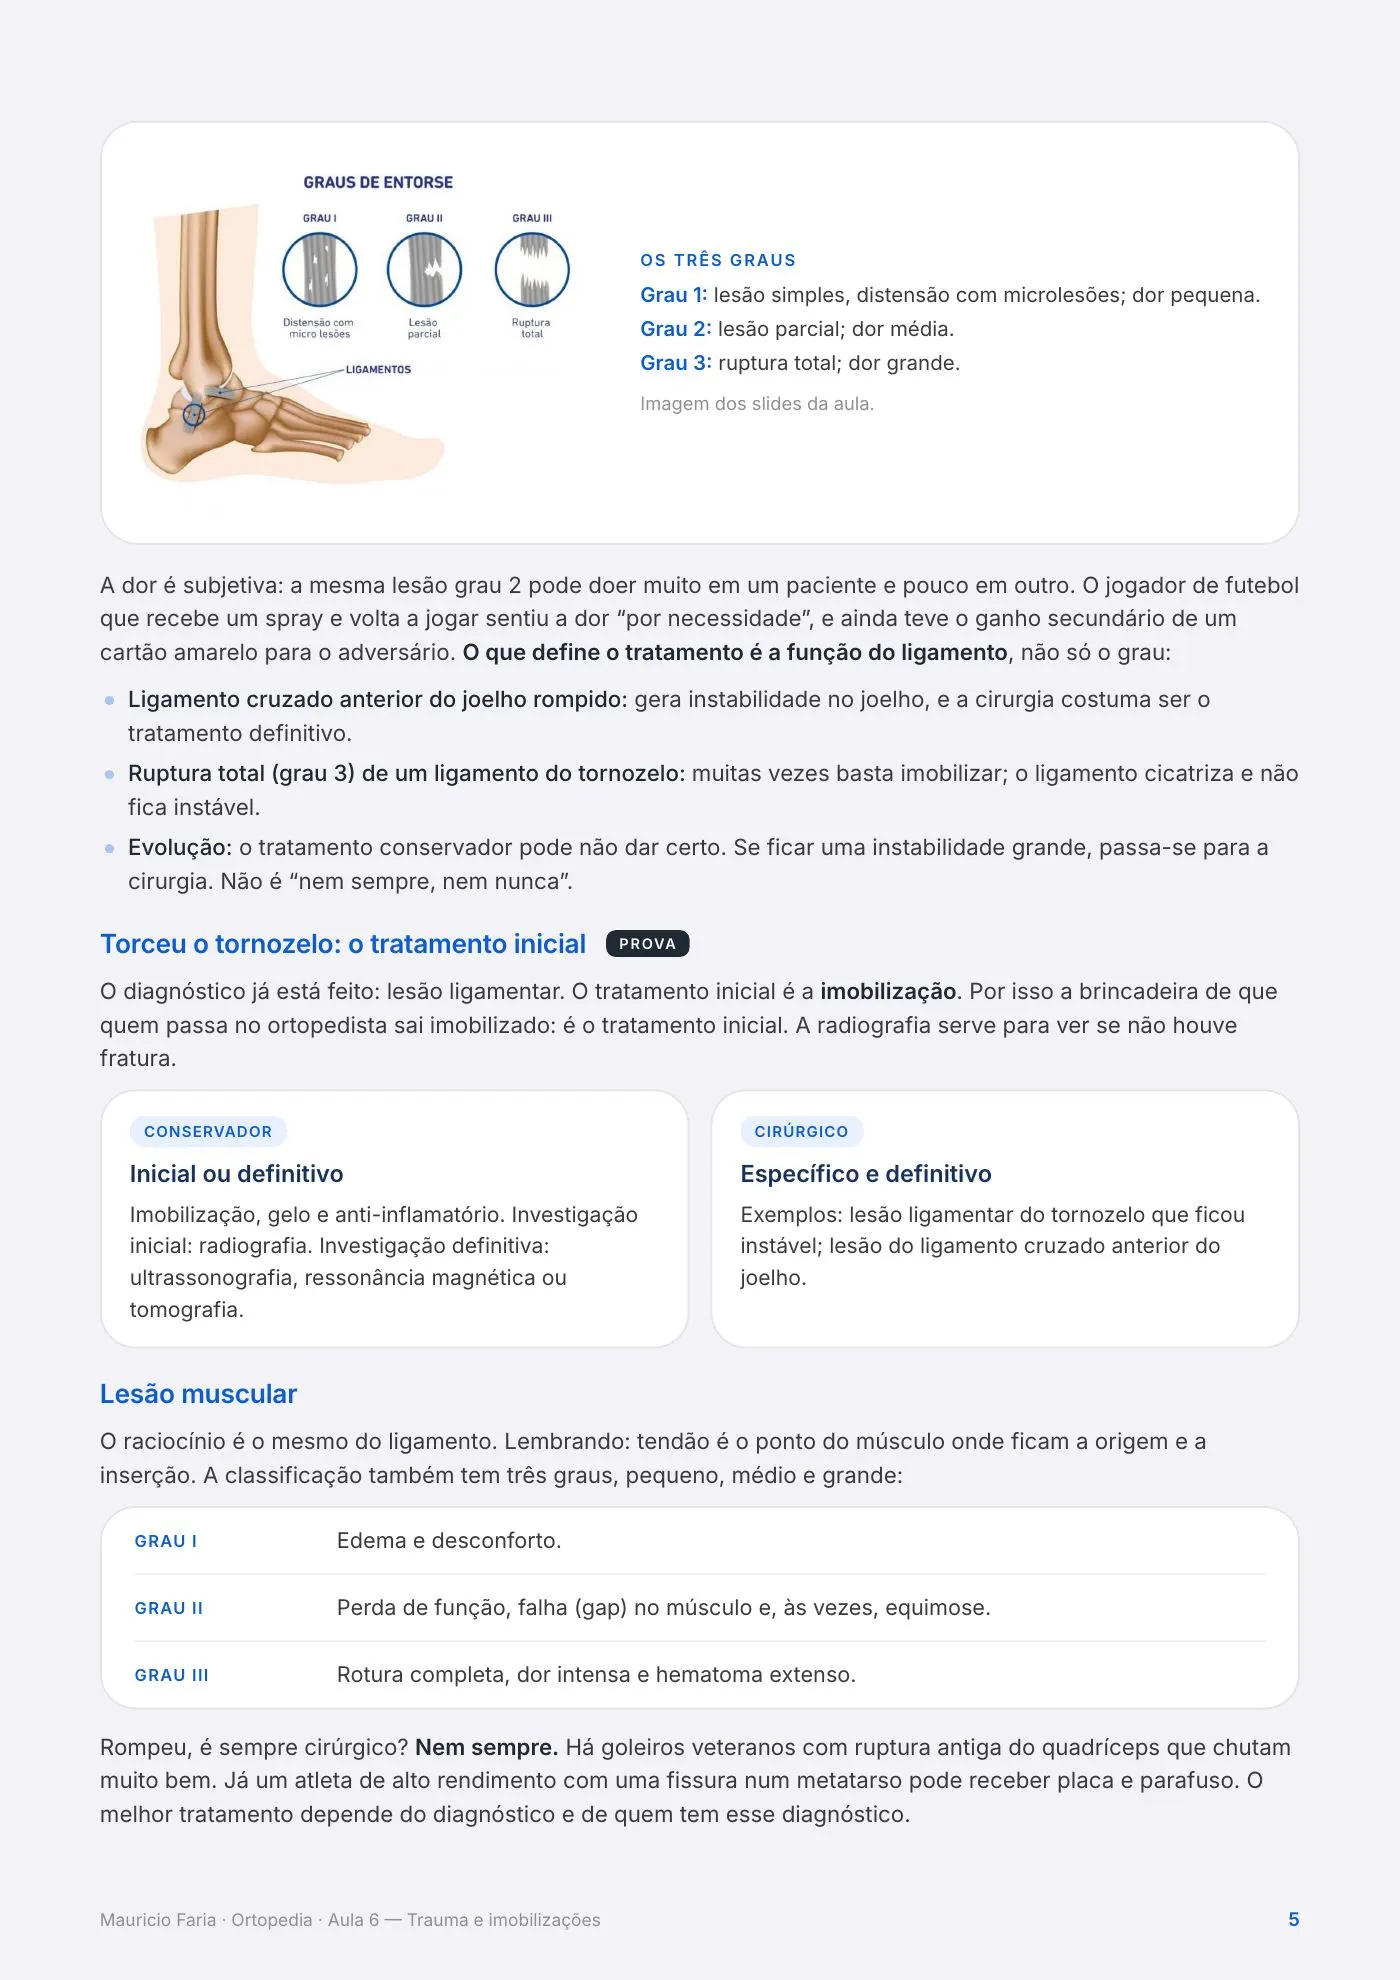 GRAUS DE ENTORSE
GRAU I
GRAU II
GRAU III
Distensão com
micro lesões
Lesão
parcial
Ruptura
total
LIGAMENTOS
OS TRÊS GRAUS
Grau 1: lesão simples, distensão com microlesões; dor pequena.
Grau 2: lesão parcial; dor média.
Grau 3: ruptura total; dor grande.
Imagem dos slides da aula.
A dor é subjetiva: a mesma lesão grau 2 pode doer muito em um paciente e pouco em outro. O jogador de futebol
que recebe um spray e volta a jogar sentiu a dor “por necessidade”, e ainda teve o ganho secundário de um
cartão amarelo para o adversário. O que define o tratamento é a função do ligamento, não só o grau:
Ligamento cruzado anterior do joelho rompido: gera instabilidade no joelho, e a cirurgia costuma ser o
tratamento definitivo.
Ruptura total (grau 3) de um ligamento do tornozelo: muitas vezes basta imobilizar; o ligamento cicatriza e não
fica instável.
Evolução: o tratamento conservador pode não dar certo. Se ficar uma instabilidade grande, passa-se para a
cirurgia. Não é “nem sempre, nem nunca”.
Torceu o tornozelo: o tratamento inicial PROVA
O diagnóstico já está feito: lesão ligamentar. O tratamento inicial é a imobilização. Por isso a brincadeira de que
quem passa no ortopedista sai imobilizado: é o tratamento inicial. A radiografia serve para ver se não houve
fratura.
CONSERVADOR
Inicial ou definitivo
Imobilização, gelo e anti-inflamatório. Investigação
inicial: radiografia. Investigação definitiva:
ultrassonografia, ressonância magnética ou
tomografia.
CIRÚRGICO
Específico e definitivo
Exemplos: lesão ligamentar do tornozelo que ficou
instável; lesão do ligamento cruzado anterior do
joelho.
Lesão muscular
O raciocínio é o mesmo do ligamento. Lembrando: tendão é o ponto do músculo onde ficam a origem e a
inserção. A classificação também tem três graus, pequeno, médio e grande:
GRAU I Edema e desconforto.
GRAU II Perda de função, falha (gap) no músculo e, às vezes, equimose.
GRAU III Rotura completa, dor intensa e hematoma extenso.
Rompeu, é sempre cirúrgico? Nem sempre. Há goleiros veteranos com ruptura antiga do quadríceps que chutam
muito bem. Já um atleta de alto rendimento com uma fissura num metatarso pode receber placa e parafuso. O
melhor tratamento depende do diagnóstico e de quem tem esse diagnóstico.
Mauricio Faria · Ortopedia · Aula 6 — Trauma e imobilizações 5